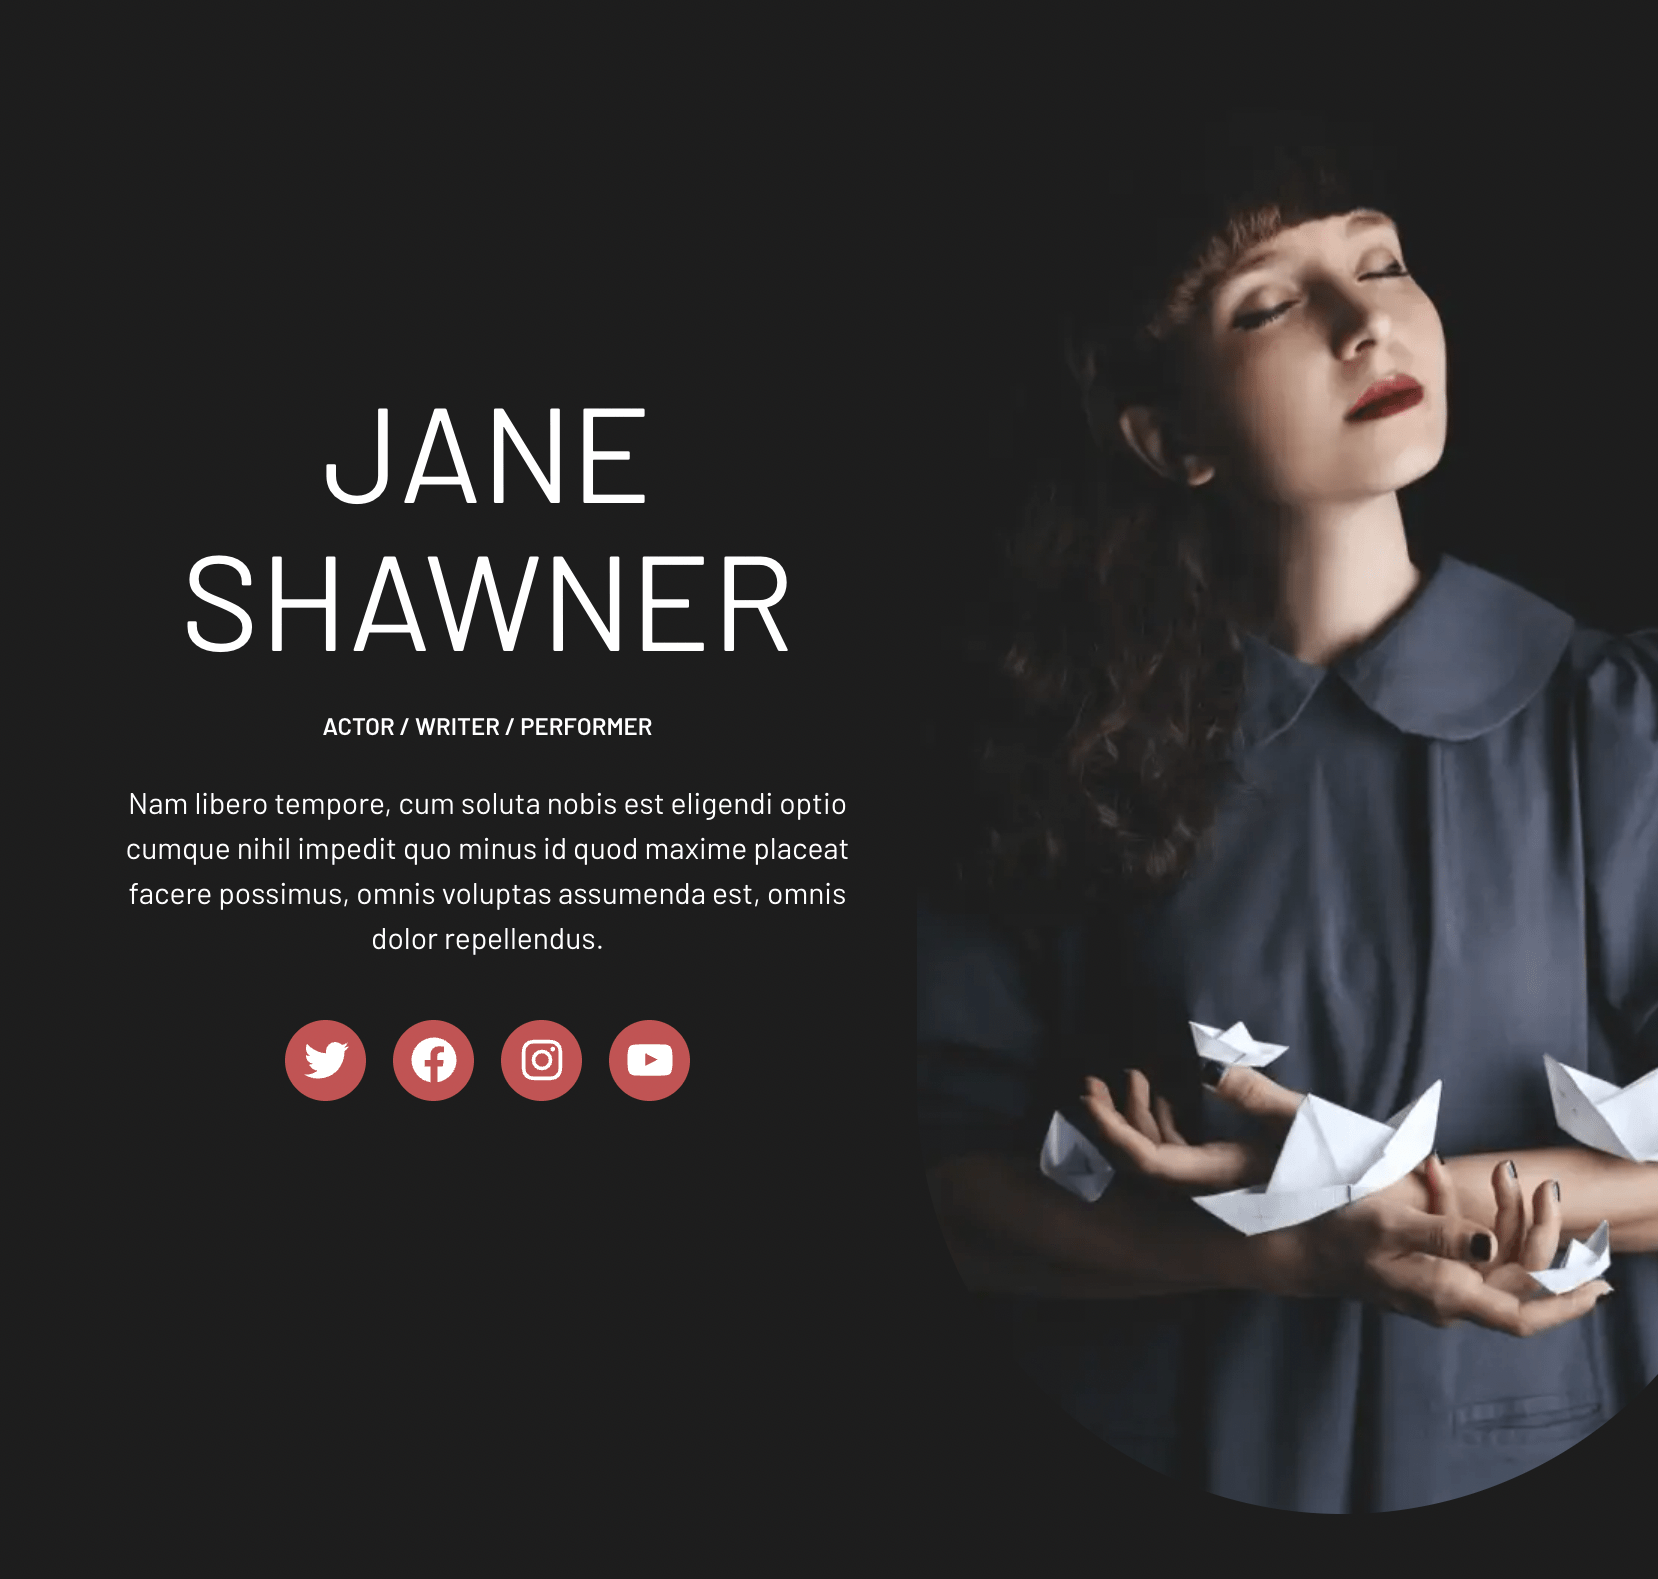 JANE
SHAWNER
ACTOR / WRITER / PERFORMER
Nam libero tempore, cum soluta nobis est eligendi optio
cumque nihil impedit quo minus id quod maxime placeat
facere possimus, omnis voluptas assumenda est, omnis
dolor repellendus.